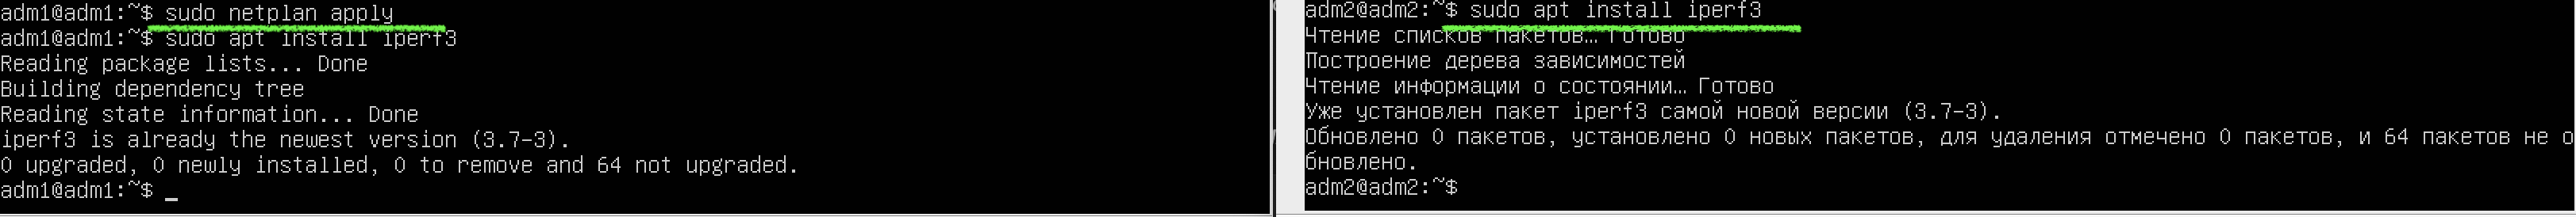 adm1@adm1:~$ sudo netplan apply
adm1@adm1:~$ sudo apt install iperf3
Reading package lists... Done
Building dependency tree
Reading state information... Done
iperf3 is already the newest version (3.7-3).
0 upgraded, 0 newly installed, 0 to remove and 64 not upgraded.
adm1@adm1:~$ _
adm2@adm2:~$ sudo apt install iperf3
Чтение списков пакетов… Готово
Построение дерева зависимостей
Чтение информации о состоянии… Готово
Уже установлен пакет iperf3 самой новой версии (3.7-3).
Обновлено 0 пакетов, установлено 0 новых пакетов, для удаления отмечено 0 пакетов, и 64 пакетов не о
бновлено.
adm2@adm2:~$